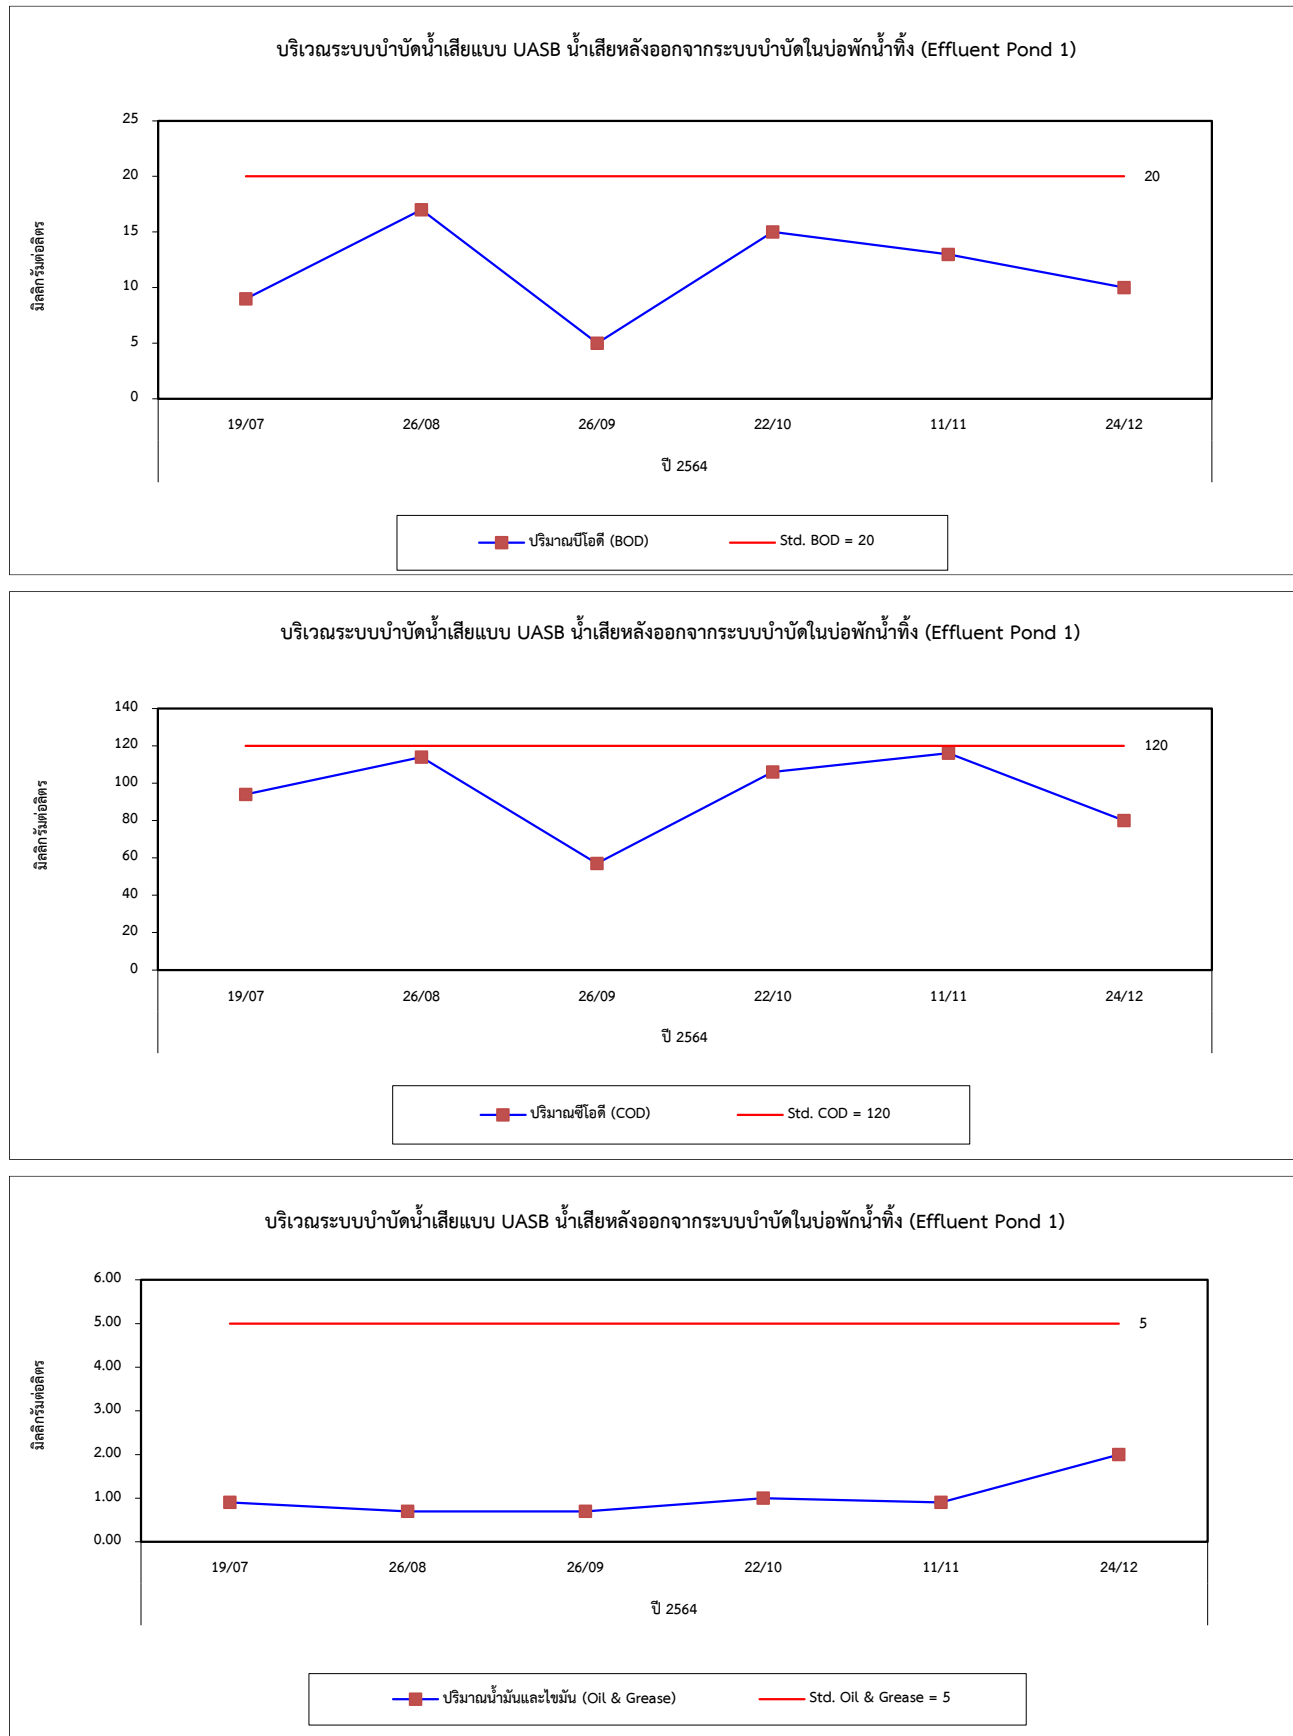 บริเวณระบบบำบัดน้ำเสียแบบ UASB น้ำเสียหลังออกจากระบบบำบัดในบ่อพักน้ำทิ้ง (Effluent Pond 1)
มิลลิกรัมต่อลิตร
25
20
15
10
5
0
20
19/07 26/08 26/09 22/10 11/11 24/12
ปี 2564
ปริมาณบีโอดี (BOD) Std. BOD = 20
บริเวณระบบบำบัดน้ำเสียแบบ UASB น้ำเสียหลังออกจากระบบบำบัดในบ่อพักน้ำทิ้ง (Effluent Pond 1)
มิลลิกรัมต่อลิตร
140
120
100
80
60
40
20
0
120
19/07 26/08 26/09 22/10 11/11 24/12
ปี 2564
ปริมาณซีโอดี (COD) Std. COD = 120
บริเวณระบบบำบัดน้ำเสียแบบ UASB น้ำเสียหลังออกจากระบบบำบัดในบ่อพักน้ำทิ้ง (Effluent Pond 1)
มิลลิกรัมต่อลิตร
6.00
5.00
4.00
3.00
2.00
1.00
0.00
5
19/07 26/08 26/09 22/10 11/11 24/12
ปี 2564
ปริมาณน้ำมันและไขมัน (Oil & Grease) Std. Oil & Grease = 5